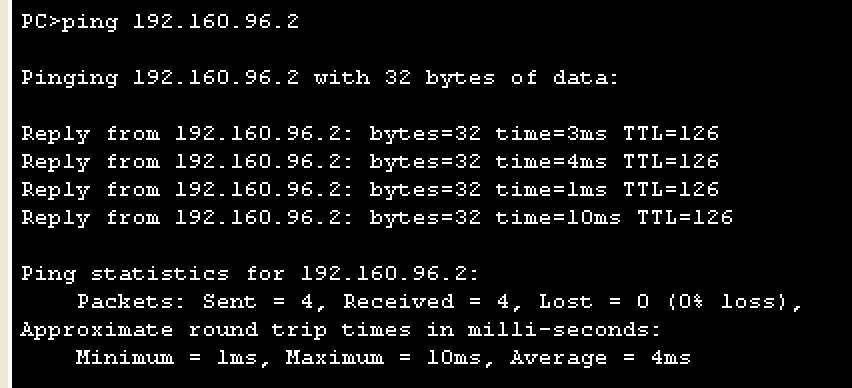 PC>ping 192.160.96.2
Pinging 192.160.96.2 with 32 bytes of data:
Reply from 192.160.96.2: bytes=32 time=3ms TTL=126
Reply from 192.160.96.2: bytes=32 time=4ms TTL=126
Reply from 192.160.96.2: bytes=32 time=1ms TTL=126
Reply from 192.160.96.2: bytes=32 time=10ms TTL=126
Ping statistics for 192.160.96.2:
Packets: Sent = 4, Received = 4, Lost = 0 (0% loss),
Approximate round trip times in milli-seconds:
Minimum = 1ms, Maximum = 10ms, Average = 4ms